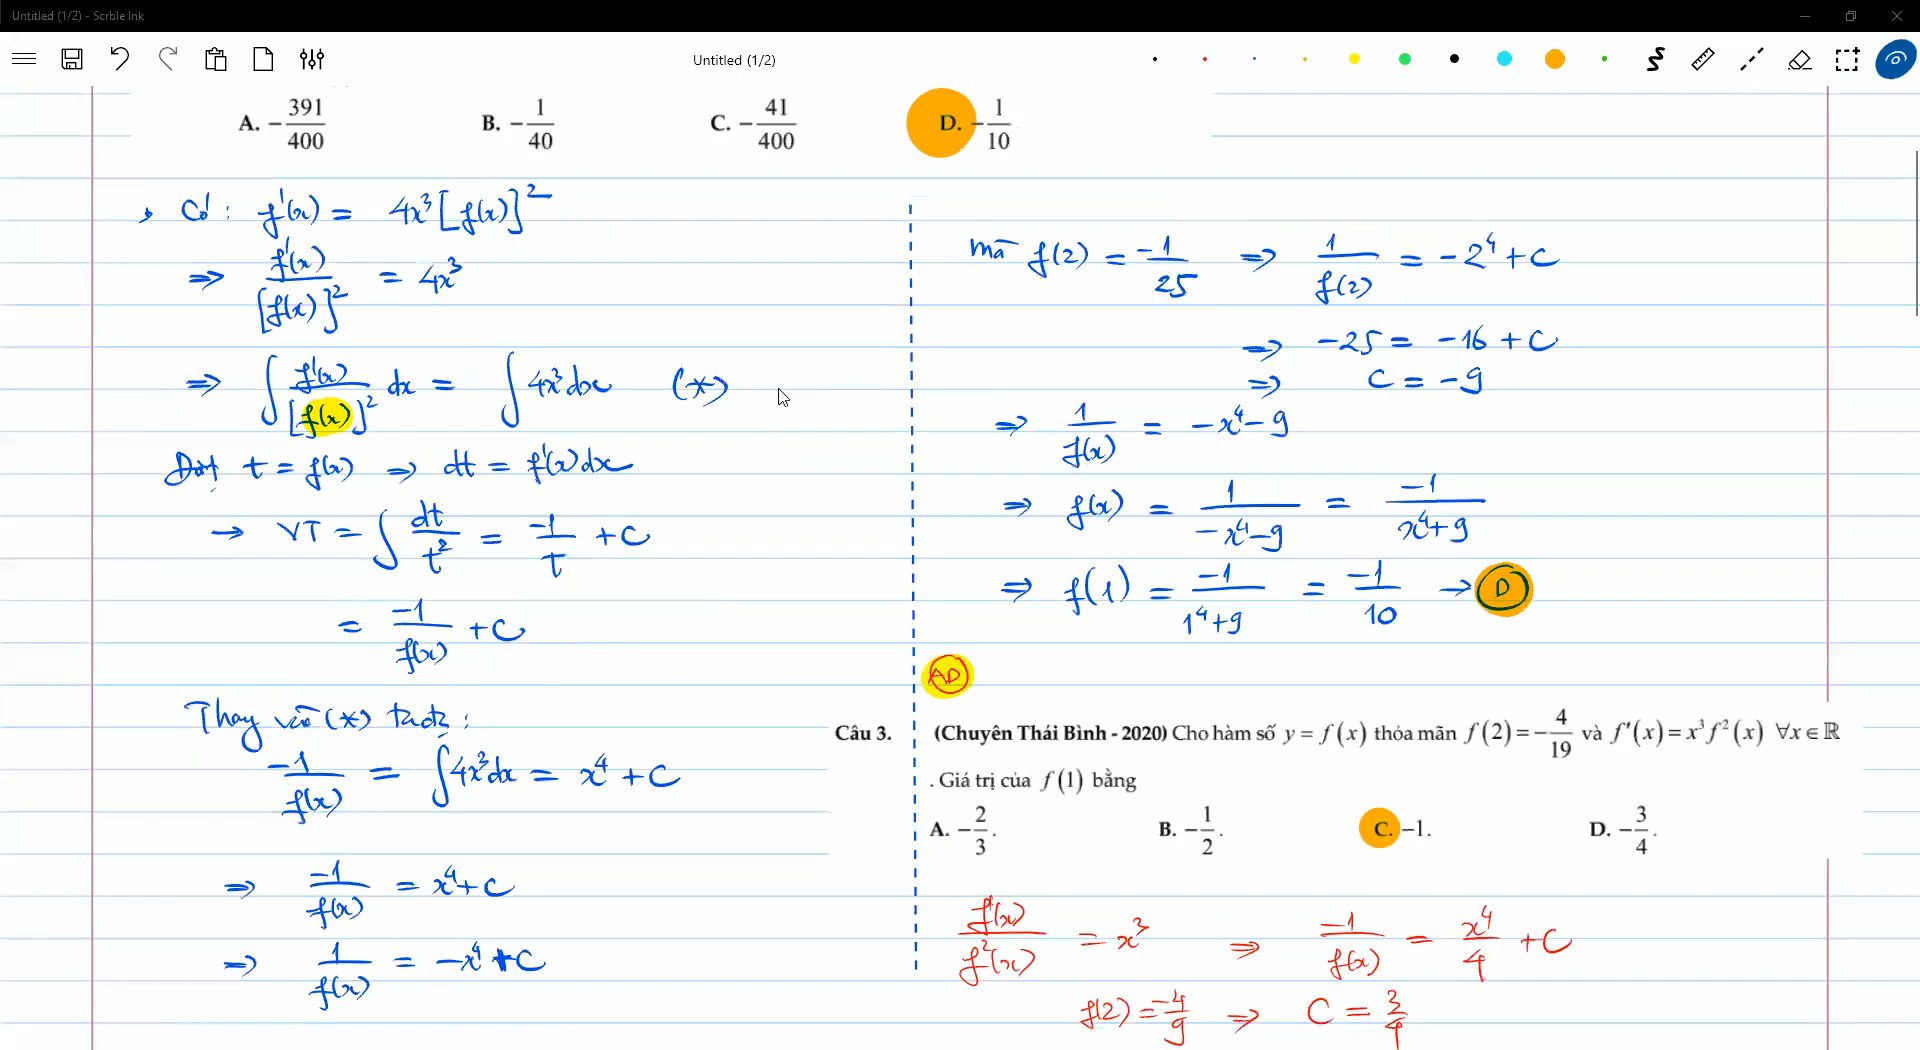 Untitled (1/2) - Scrble Ink
Untitled (1/2)
A. -391/400 B. -1/40 C. -41/400 D. -1/10
Có: f'(x) = 4x³[f(x)]²
⇒ f'(x)/[f(x)]² = 4x³
⇒ ∫ f'(x)/[f(x)]² dx = ∫ 4x³dx (*)
Đặt t = f(x) ⇒ dt = f'(x)dx
→ VT = ∫ dt/t² = -1/t + C
= -1/f(x) + C
Thay vào (*) ta đc:
-1/f(x) = ∫4x³dx = x⁴ + C
⇒ -1/f(x) = x⁴ + C
⇒ 1/f(x) = -x⁴ + C
mà f(2) = -1/25 ⇒ 1/f(2) = -2⁴ + C
⇒ -25 = -16 + C
⇒ C = -9
⇒ 1/f(x) = -x⁴ - 9
⇒ f(x) = 1/(-x⁴-9) = -1/(x⁴+9)
⇒ f(1) = -1/(1⁴+9) = -1/10 → D
AD
Câu 3. (Chuyên Thái Bình - 2020) Cho hàm số y = f(x) thỏa mãn f(2) = -4/19 và f'(x) = x³f²(x) ∀x∈ℝ
. Giá trị của f(1) bằng
A. -2/3. B. -1/2. C. -1. D. -3/4.
f'(x)/f²(x) = x³ ⇒ -1/f(x) = x⁴/4 + C
f(2) = -4/9 ⇒ C = 3/4